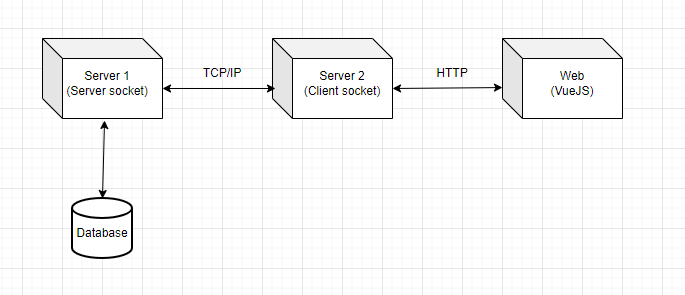 Server 1
(Server socket)
TCP/IP
Server 2
(Client socket)
HTTP
Web
(VueJS)
Database